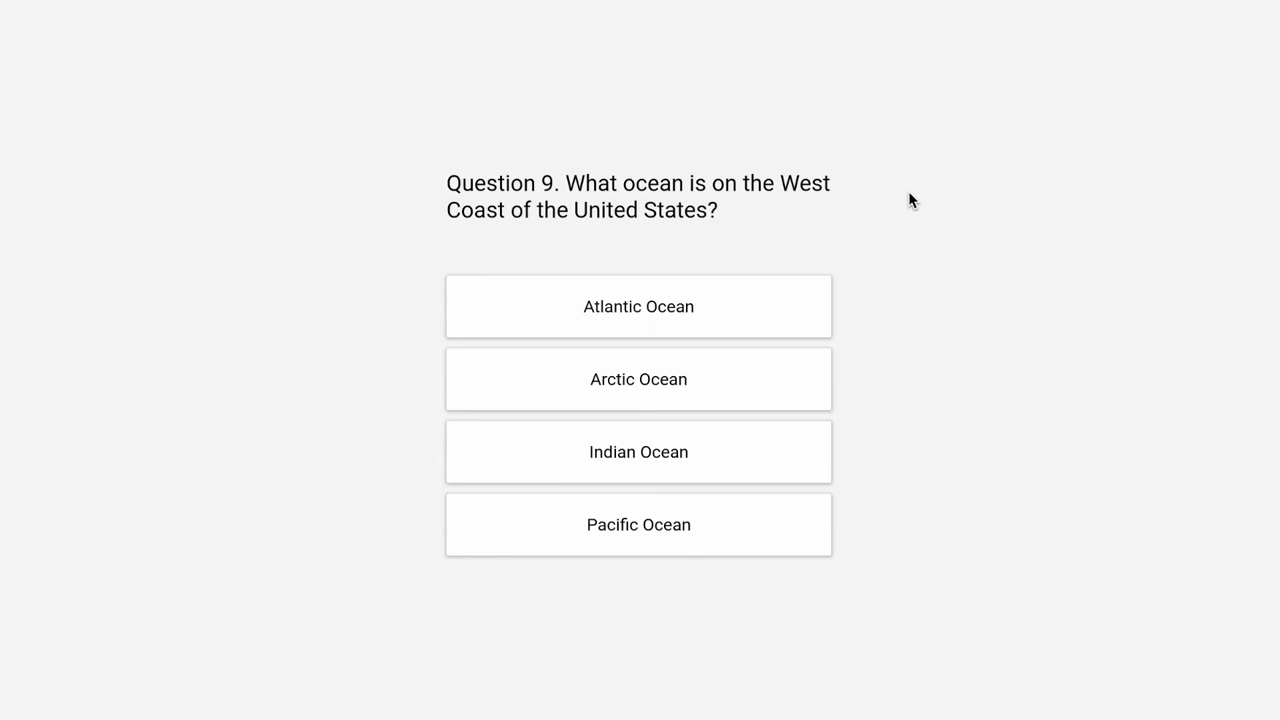 Question 9. What ocean is on the West
Coast of the United States?
Atlantic Ocean
Arctic Ocean
Indian Ocean
Pacific Ocean